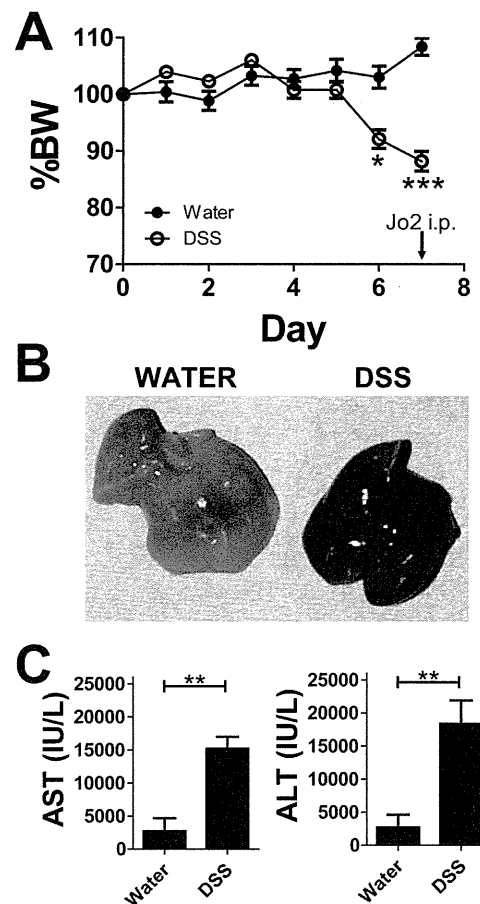 A
110
100
90
80
70
%BW
Water
DSS
*
***
Jo2 i.p.
0
2
4
6
8
Day
B
WATER
DSS
C
AST (IU/L)
25000
20000
15000
10000
5000
0
**
Water
DSS
ALT (IU/L)
25000
20000
15000
10000
5000
0
**
Water
DSS